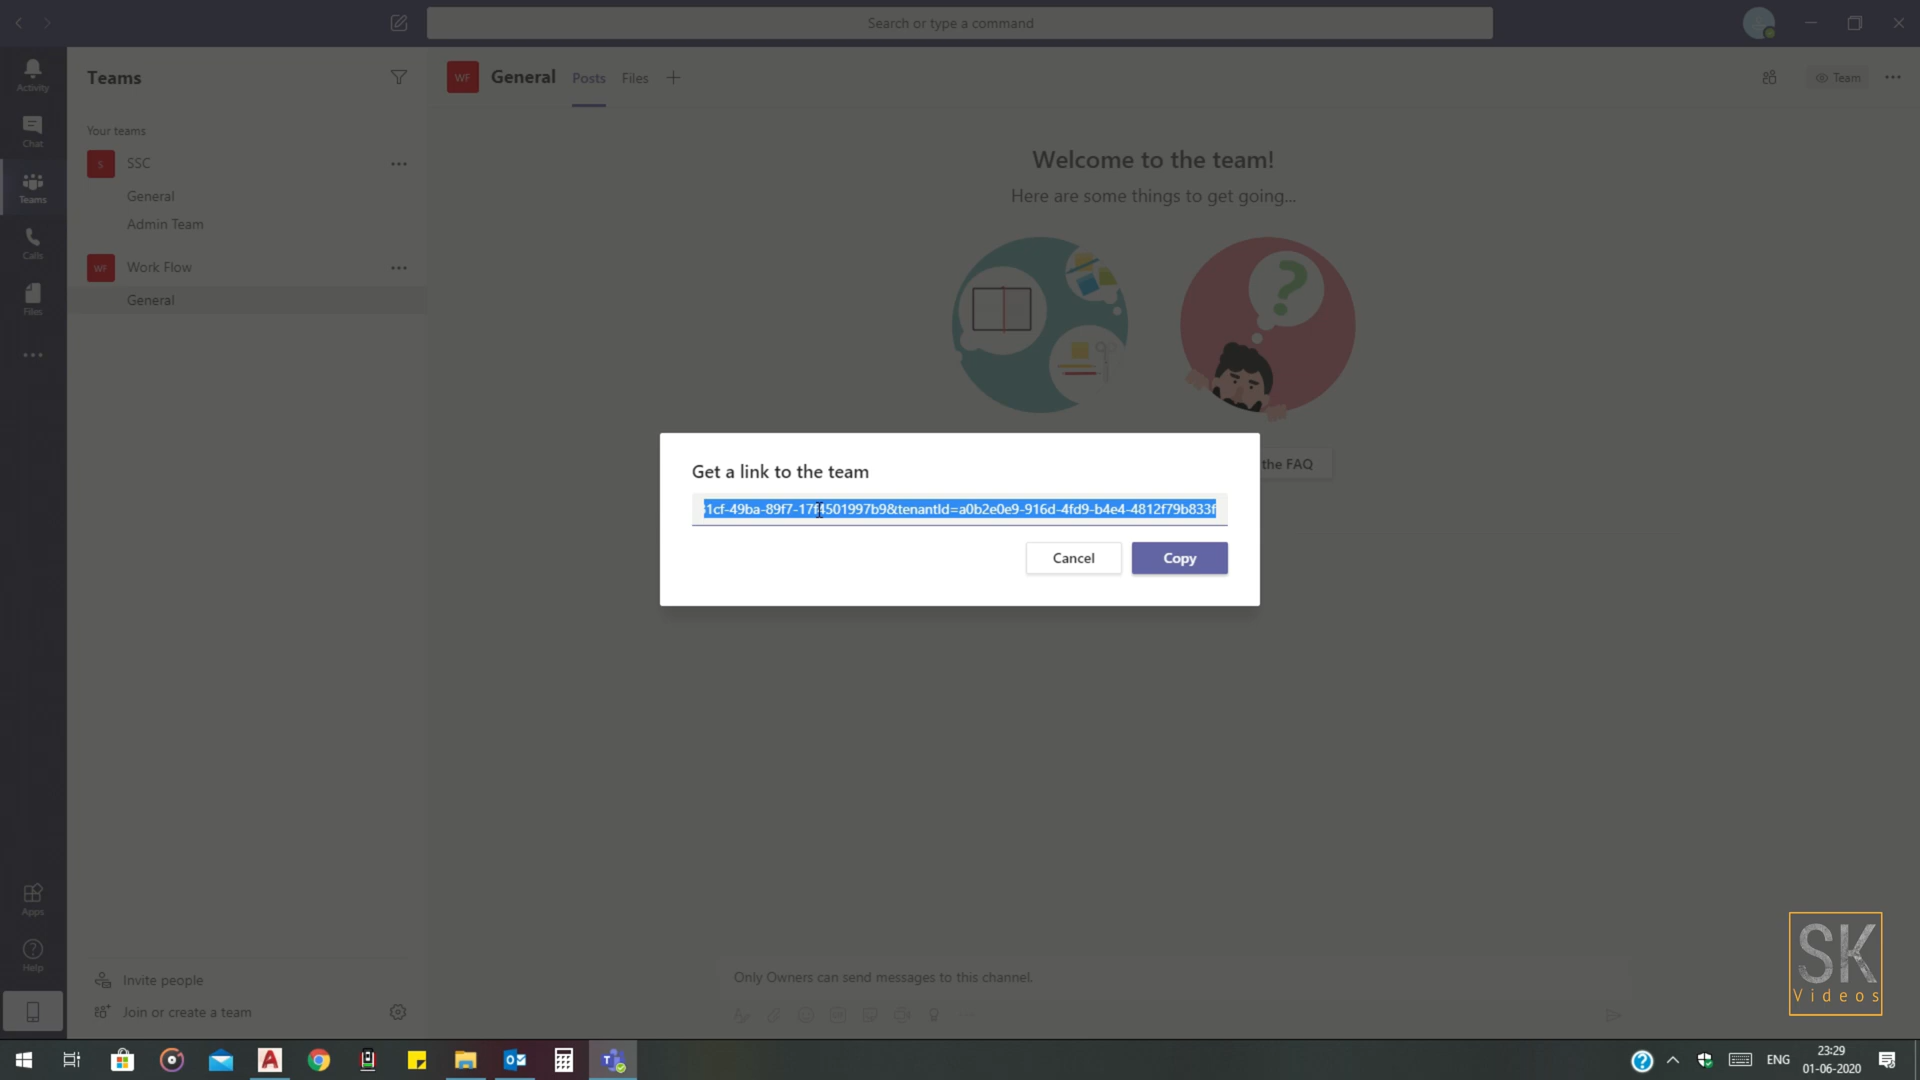 Search or type a command
Activity
Chat
Teams
Calls
Files
Apps
Help
Teams
Your teams
S
SSC
General
Admin Team
WF
Work Flow
General
Invite people
Join or create a team
WF
General
Posts
Files
Team
Welcome to the team!
Here are some things to get going...
the FAQ
Get a link to the team
1cf-49ba-89f7-17f4501997b9&tenantId=a0b2e0e9-916d-4fd9-b4e4-4812f79b833f
Cancel
Copy
Only Owners can send messages to this channel.
SK
Videos
ENG
23:29
01-06-2020